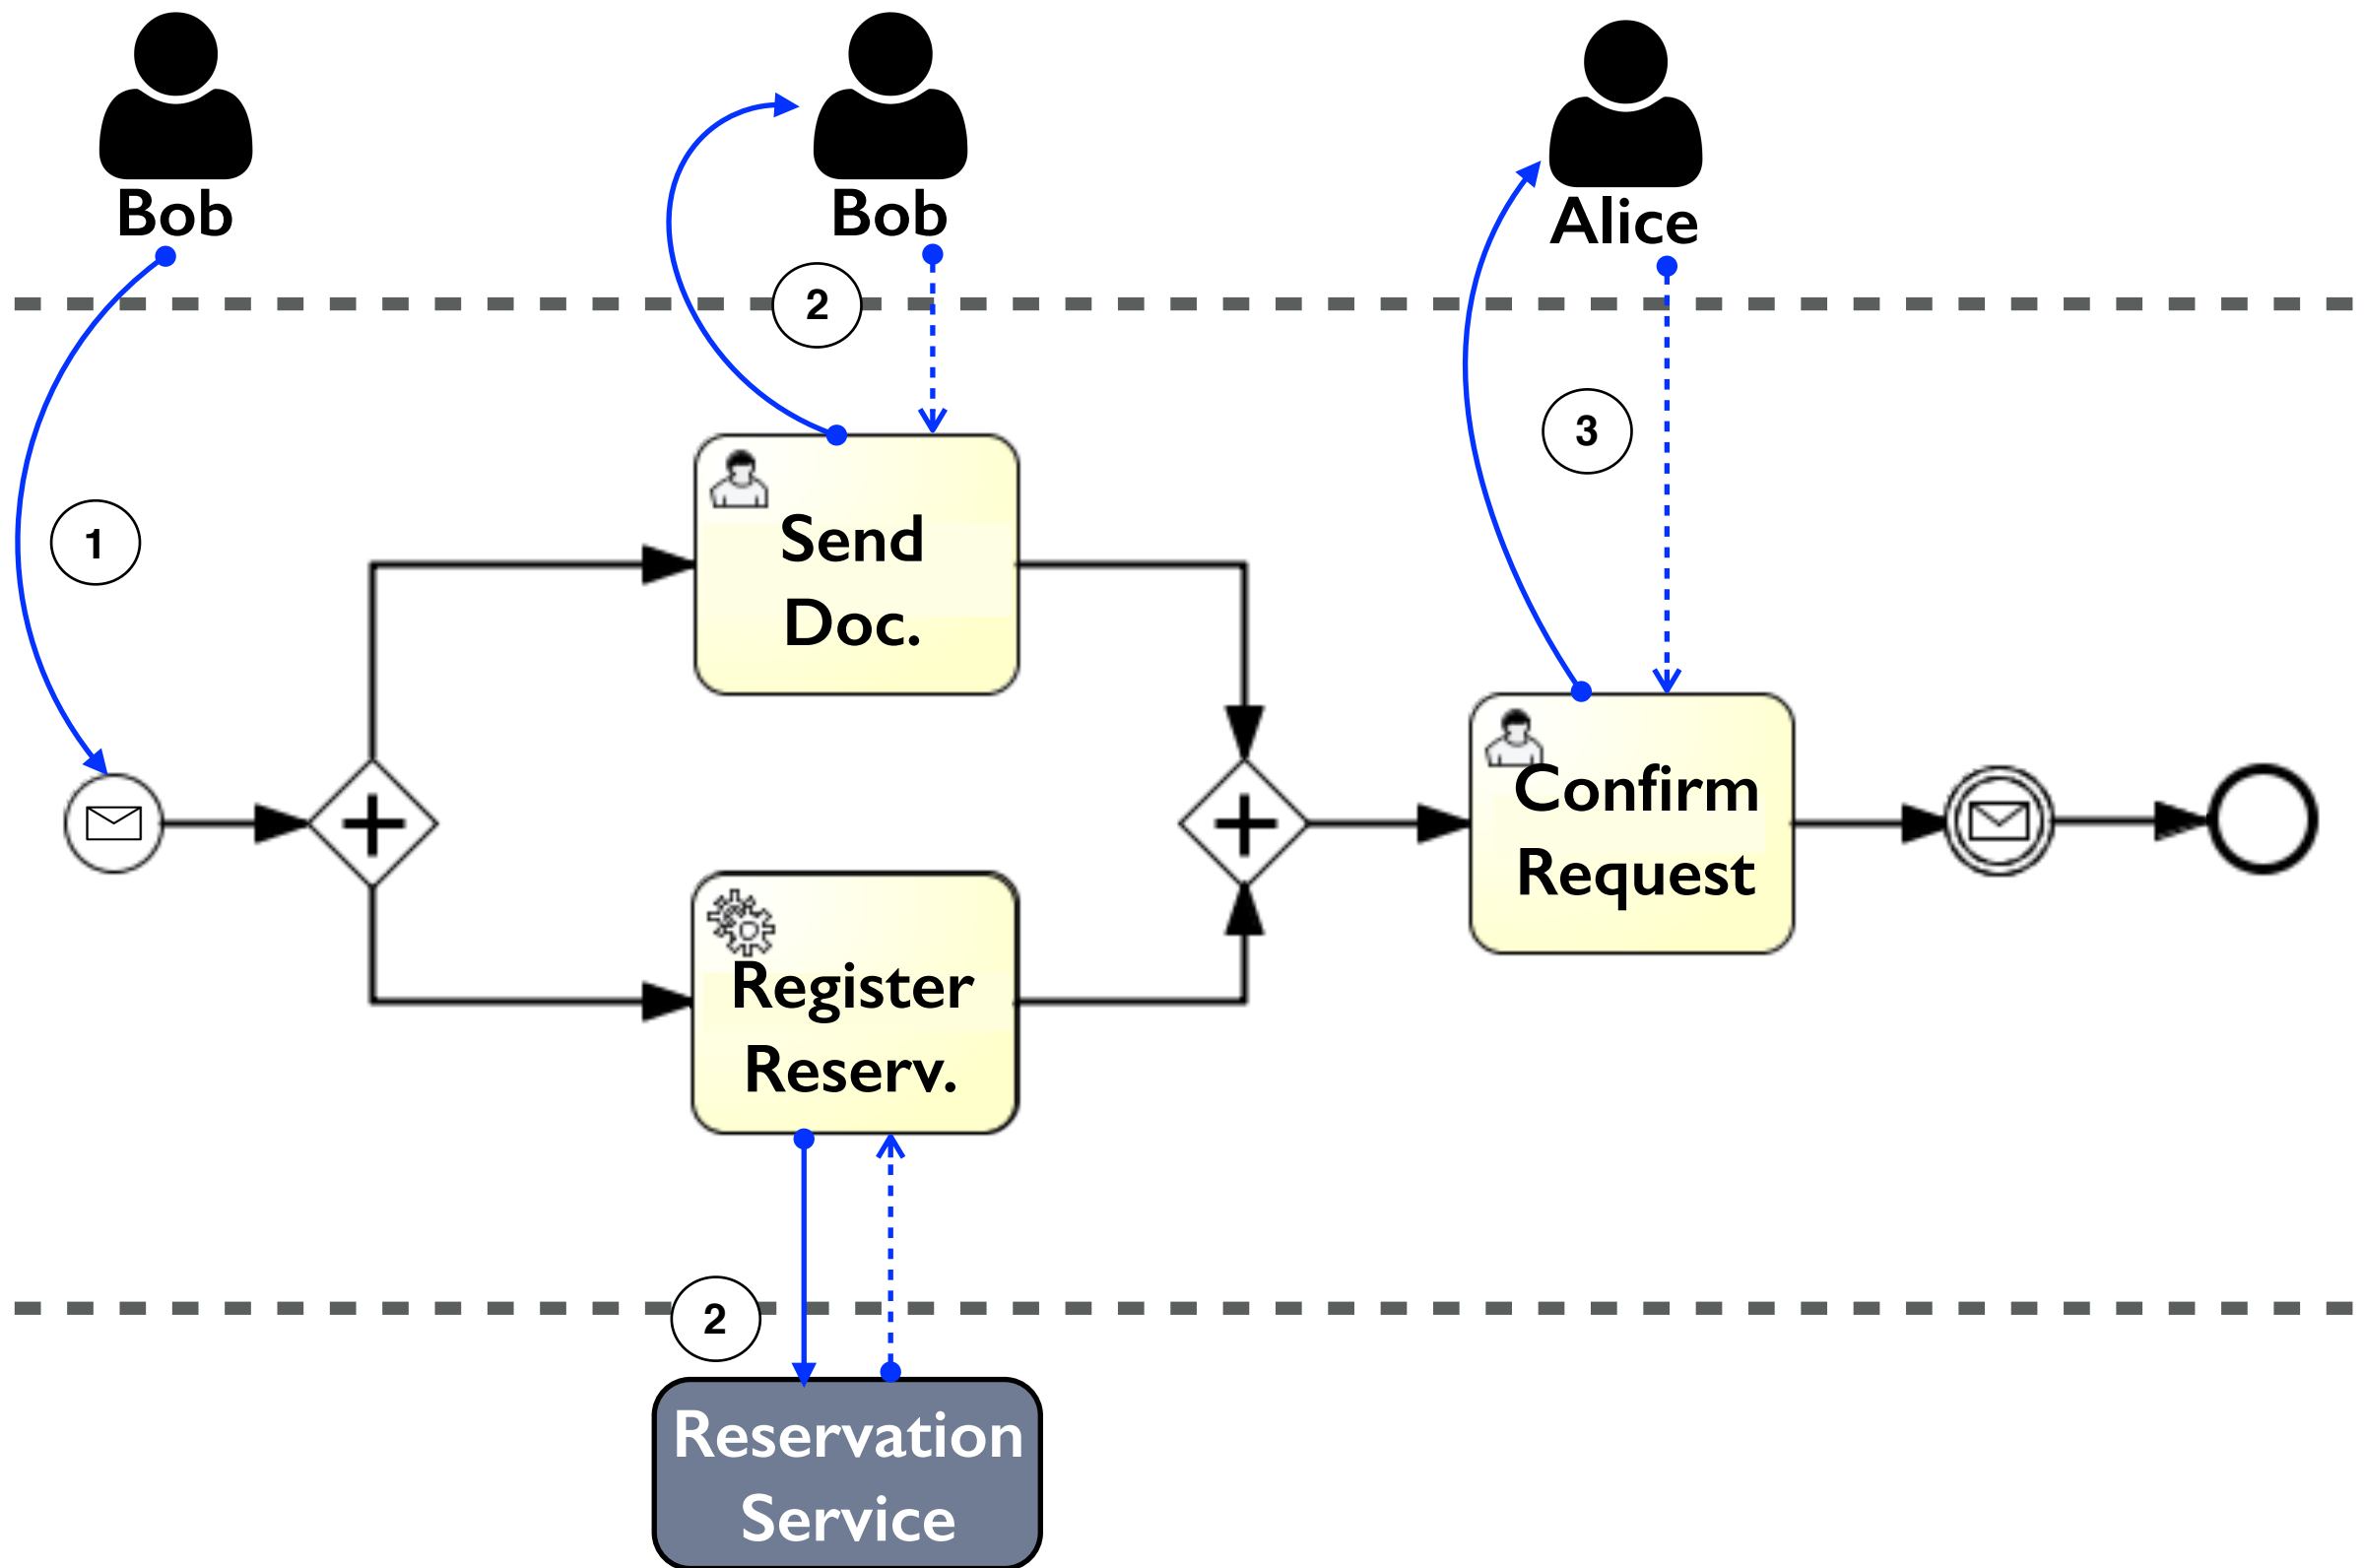 Bob
Bob
Alice
2
3
1
Send
Doc.
Confirm
Request
Register
Reserv.
2
Reservation
Service